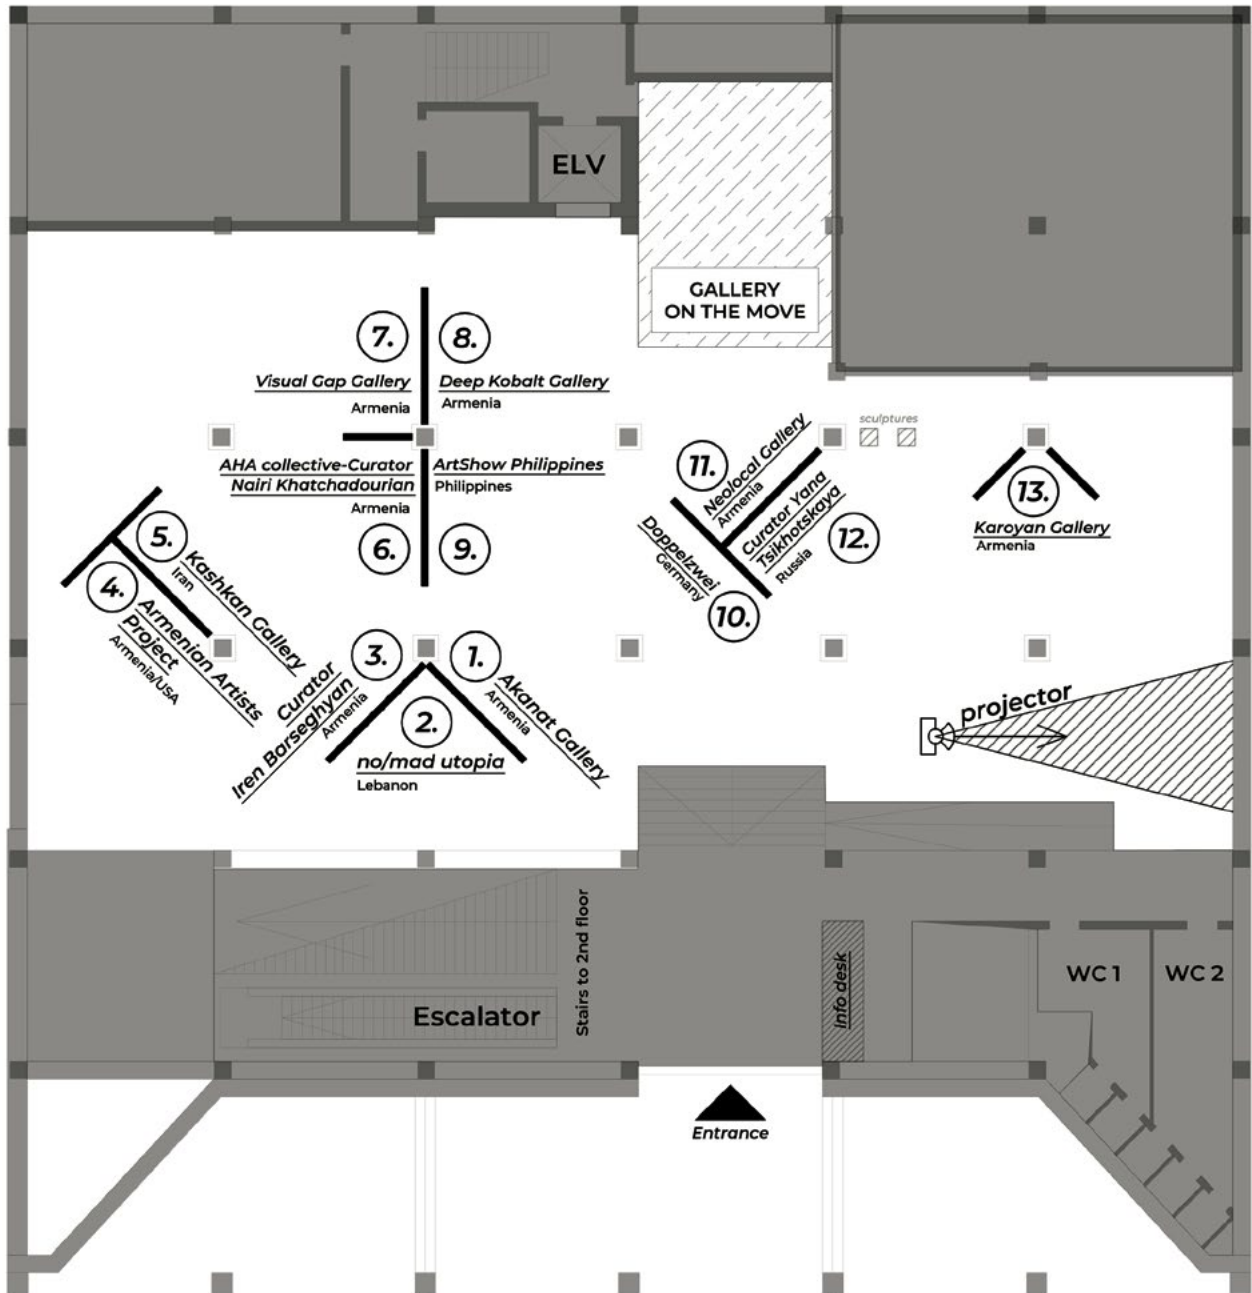 ELV
GALLERY
ON THE MOVE
7.
Visual Gap Gallery
Armenia
8.
Deep Kobalt Gallery
Armenia
AHA collective-Curator
Nairi Khatchadourian
Armenia
6.
ArtShow Philippines
Philippines
9.
5.
Kashkan Gallery
Iran
4.
Armenian Artists
Project
Armenia/USA
3.
Curator
Iren Barseghyan
Armenia
2.
no/mad utopia
Lebanon
1.
Akanat Gallery
Armenia
11.
Neolocal Gallery
Armenia
Curator Yana
Tsikhotskaya
Russia
12.
Doppelzwei
Germany
10.
sculptures
13.
Karoyan Gallery
Armenia
projector
Stairs to 2nd floor
Escalator
Info desk
WC 1
WC 2
Entrance